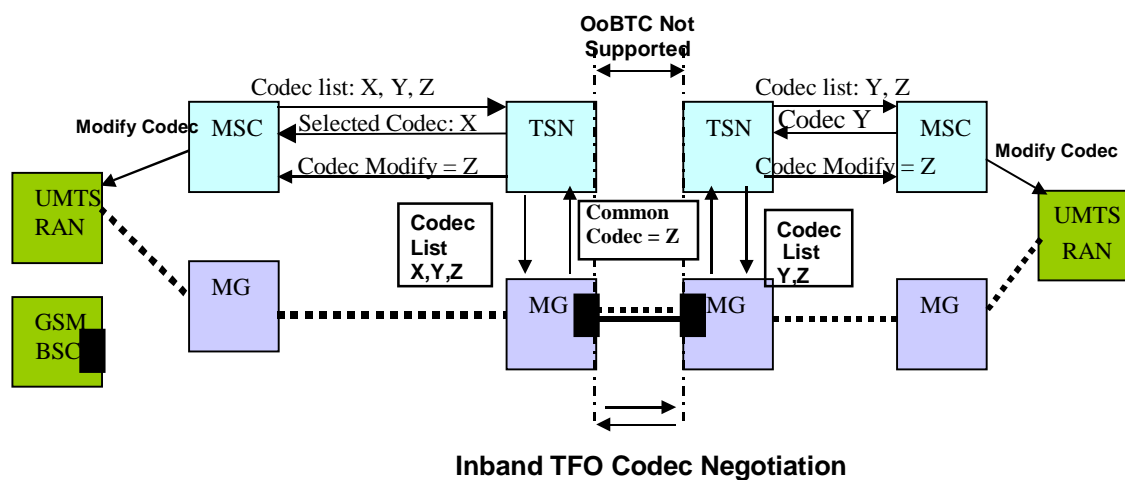 OoBTC Not
Supported
Codec list: X, Y, Z
Codec list: Y, Z
Modify Codec
MSC
Selected Codec: X
TSN
TSN
Codec Y
MSC
Modify Codec
Codec Modify = Z
Codec Modify = Z
UMTS
RAN
Codec
List
X,Y,Z
Common
Codec = Z
Codec
List
Y,Z
UMTS
RAN
MG
MG
MG
MG
GSM
BSC
Inband TFO Codec Negotiation